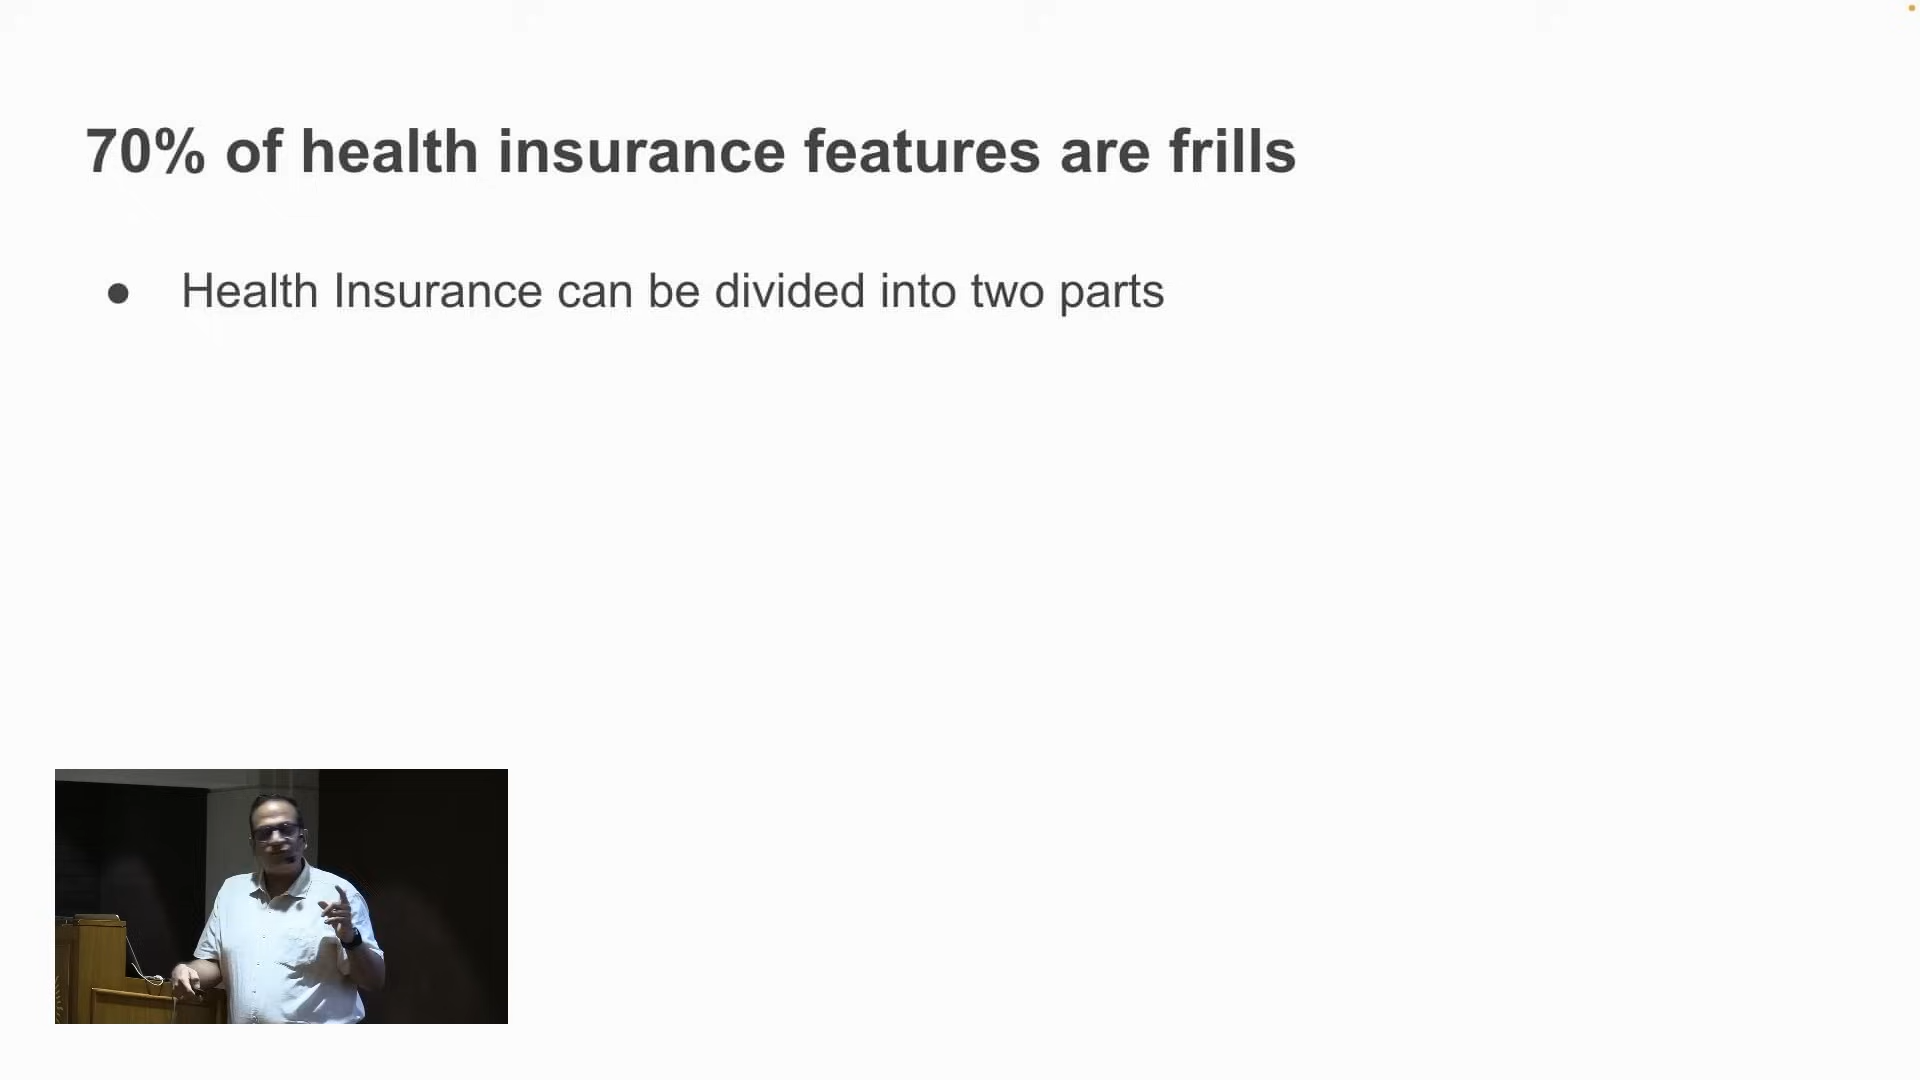 70% of health insurance features are frills
● Health Insurance can be divided into two parts